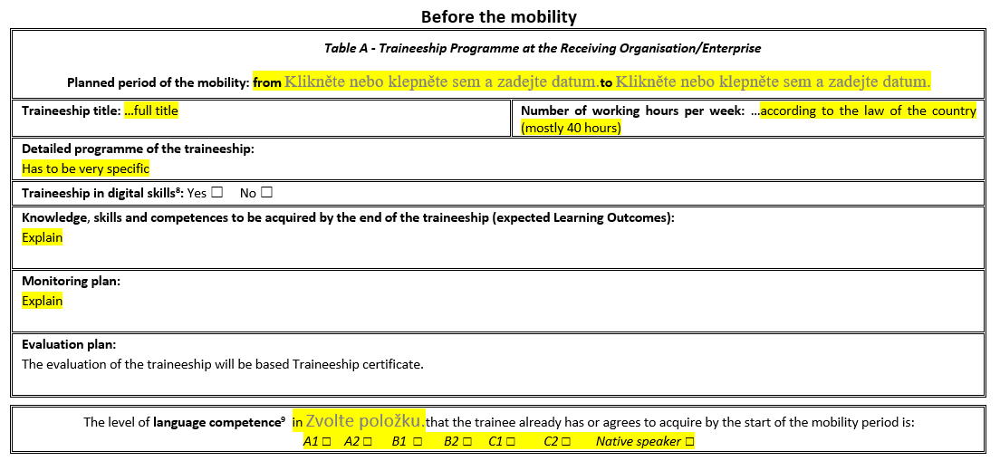 Before the mobility
Table A - Traineeship Programme at the Receiving Organisation/Enterprise
Planned period of the mobility: from Klikněte nebo klepněte sem a zadejte datum.to Klikněte nebo klepněte sem a zadejte datum.
Traineeship title: …full title
Number of working hours per week: …according to the law of the country
(mostly 40 hours)
Detailed programme of the traineeship:
Has to be very specific
Traineeship in digital skills⁸: Yes ☐ No ☐
Knowledge, skills and competences to be acquired by the end of the traineeship (expected Learning Outcomes):
Explain
Monitoring plan:
Explain
Evaluation plan:
The evaluation of the traineeship will be based Traineeship certificate.
The level of language competence⁹ in Zvolte položku.that the trainee already has or agrees to acquire by the start of the mobility period is:
A1 ☐ A2 ☐ B1 ☐ B2 ☐ C1 ☐ C2 ☐ Native speaker ☐